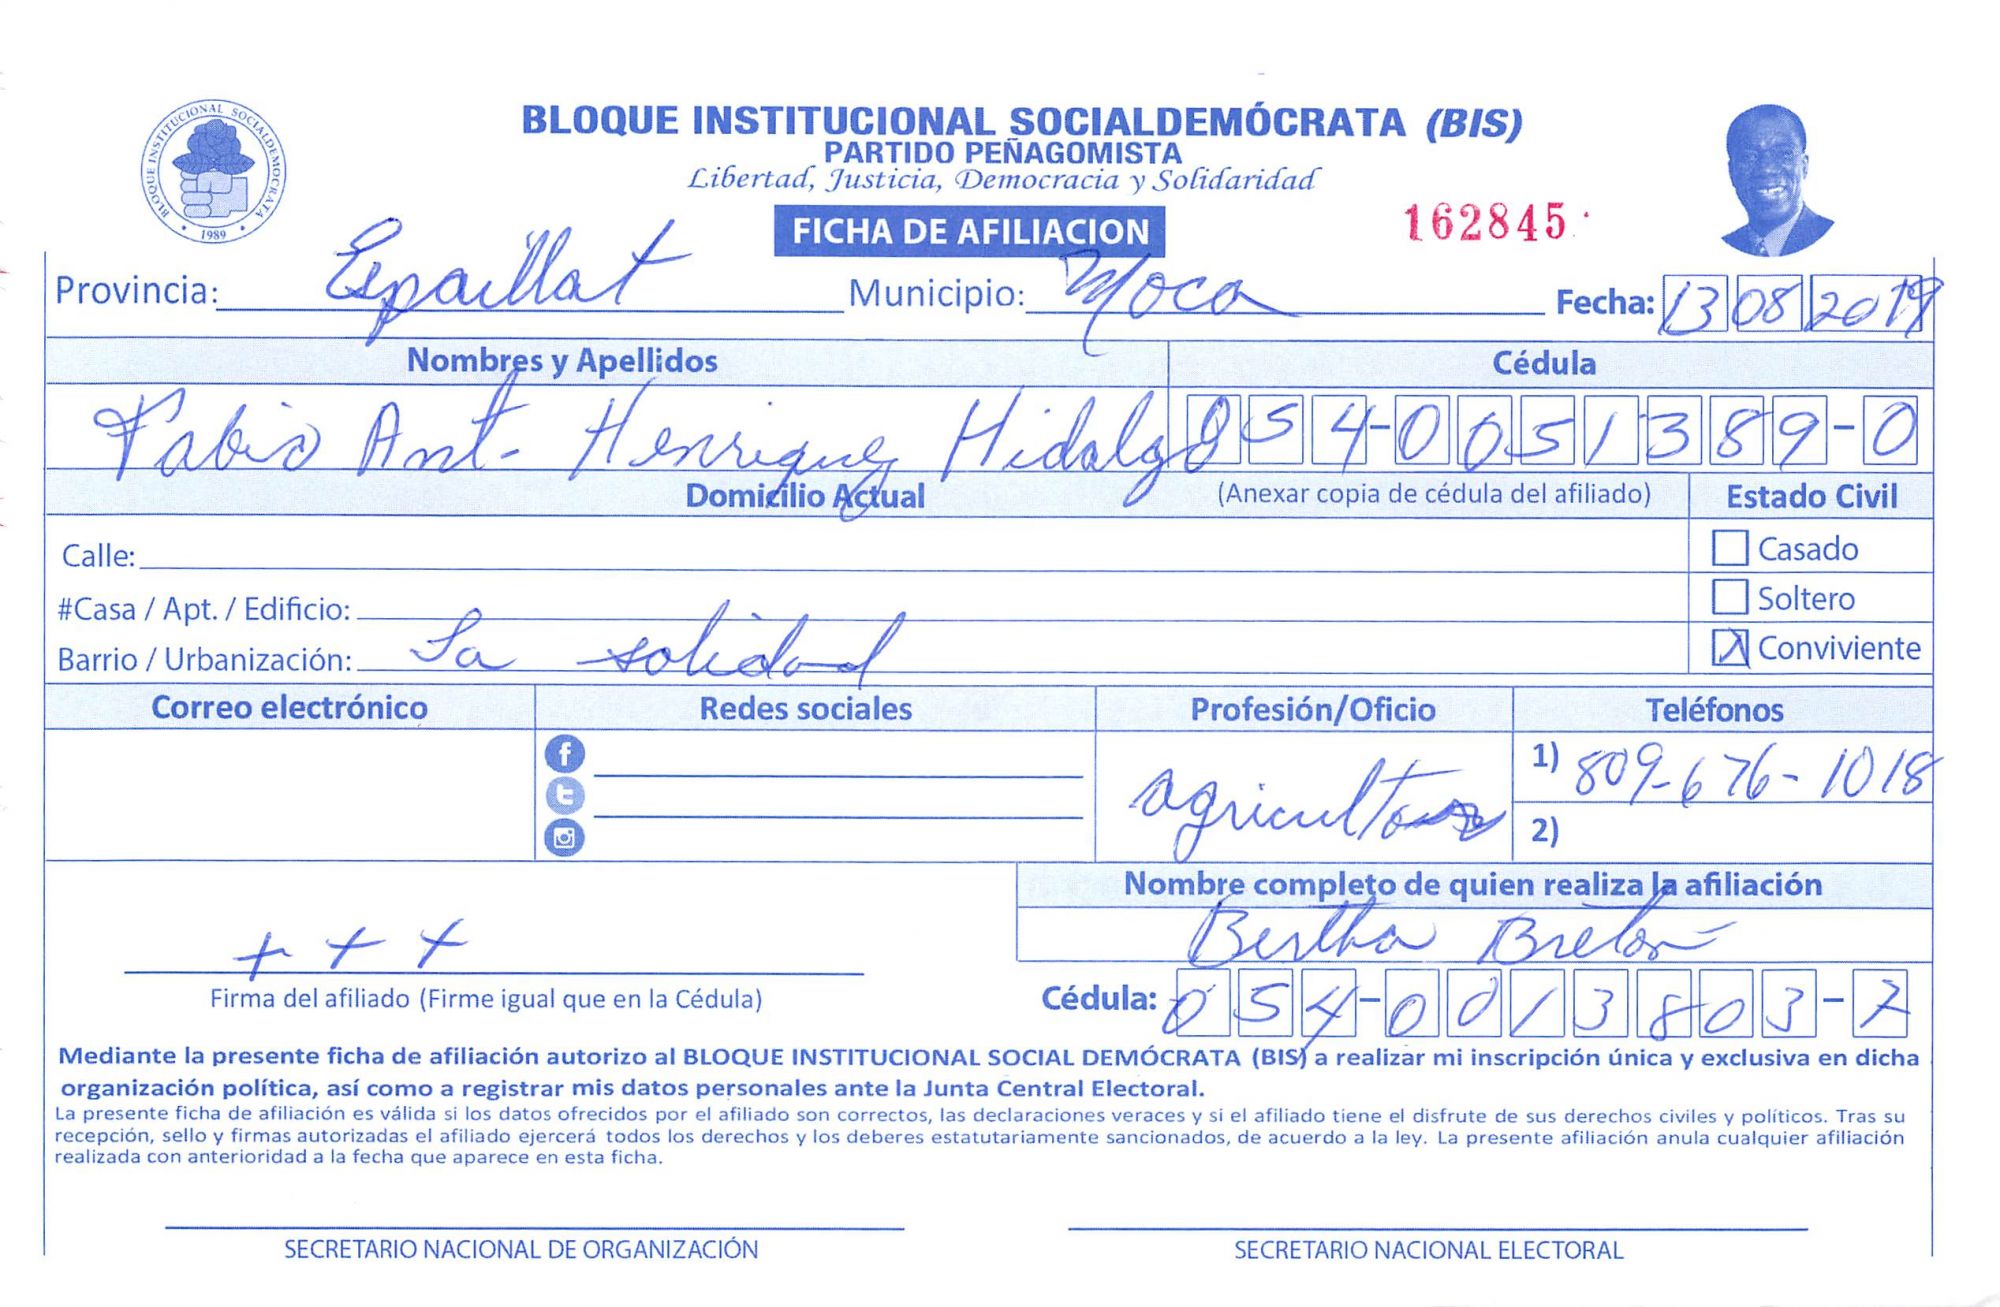 BLOQUE INSTITUCIONAL SOCIALDEMOCRATA
1989
BLOQUE INSTITUCIONAL SOCIALDEMÓCRATA (BIS)
PARTIDO PEÑAGOMISTA
Libertad, Justicia, Democracia y Solidaridad
FICHA DE AFILIACION
162845
Provincia: Espaillat Municipio: Moca Fecha: 13 08 2019
Nombres y Apellidos Cédula
Fabio Ant. Henriquez Hidalgo 054-0051389-0
Domicilio Actual (Anexar copia de cédula del afiliado) Estado Civil
Calle: Casado
#Casa / Apt. / Edificio: Soltero
Barrio / Urbanización: La solidad Conviviente
Correo electrónico Redes sociales Profesión/Oficio Teléfonos
agricultor 1) 809-676-1018
2)
Nombre completo de quien realiza la afiliación
+ + + Bertha Breton
Firma del afiliado (Firme igual que en la Cédula) Cédula: 054-0013803-7
Mediante la presente ficha de afiliación autorizo al BLOQUE INSTITUCIONAL SOCIAL DEMÓCRATA (BIS) a realizar mi inscripción única y exclusiva en dicha
organización política, así como a registrar mis datos personales ante la Junta Central Electoral.
La presente ficha de afiliación es válida si los datos ofrecidos por el afiliado son correctos, las declaraciones veraces y si el afiliado tiene el disfrute de sus derechos civiles y políticos. Tras su
recepción, sello y firmas autorizadas el afiliado ejercerá todos los derechos y los deberes estatutariamente sancionados, de acuerdo a la ley. La presente afiliación anula cualquier afiliación
realizada con anterioridad a la fecha que aparece en esta ficha.
SECRETARIO NACIONAL DE ORGANIZACIÓN SECRETARIO NACIONAL ELECTORAL